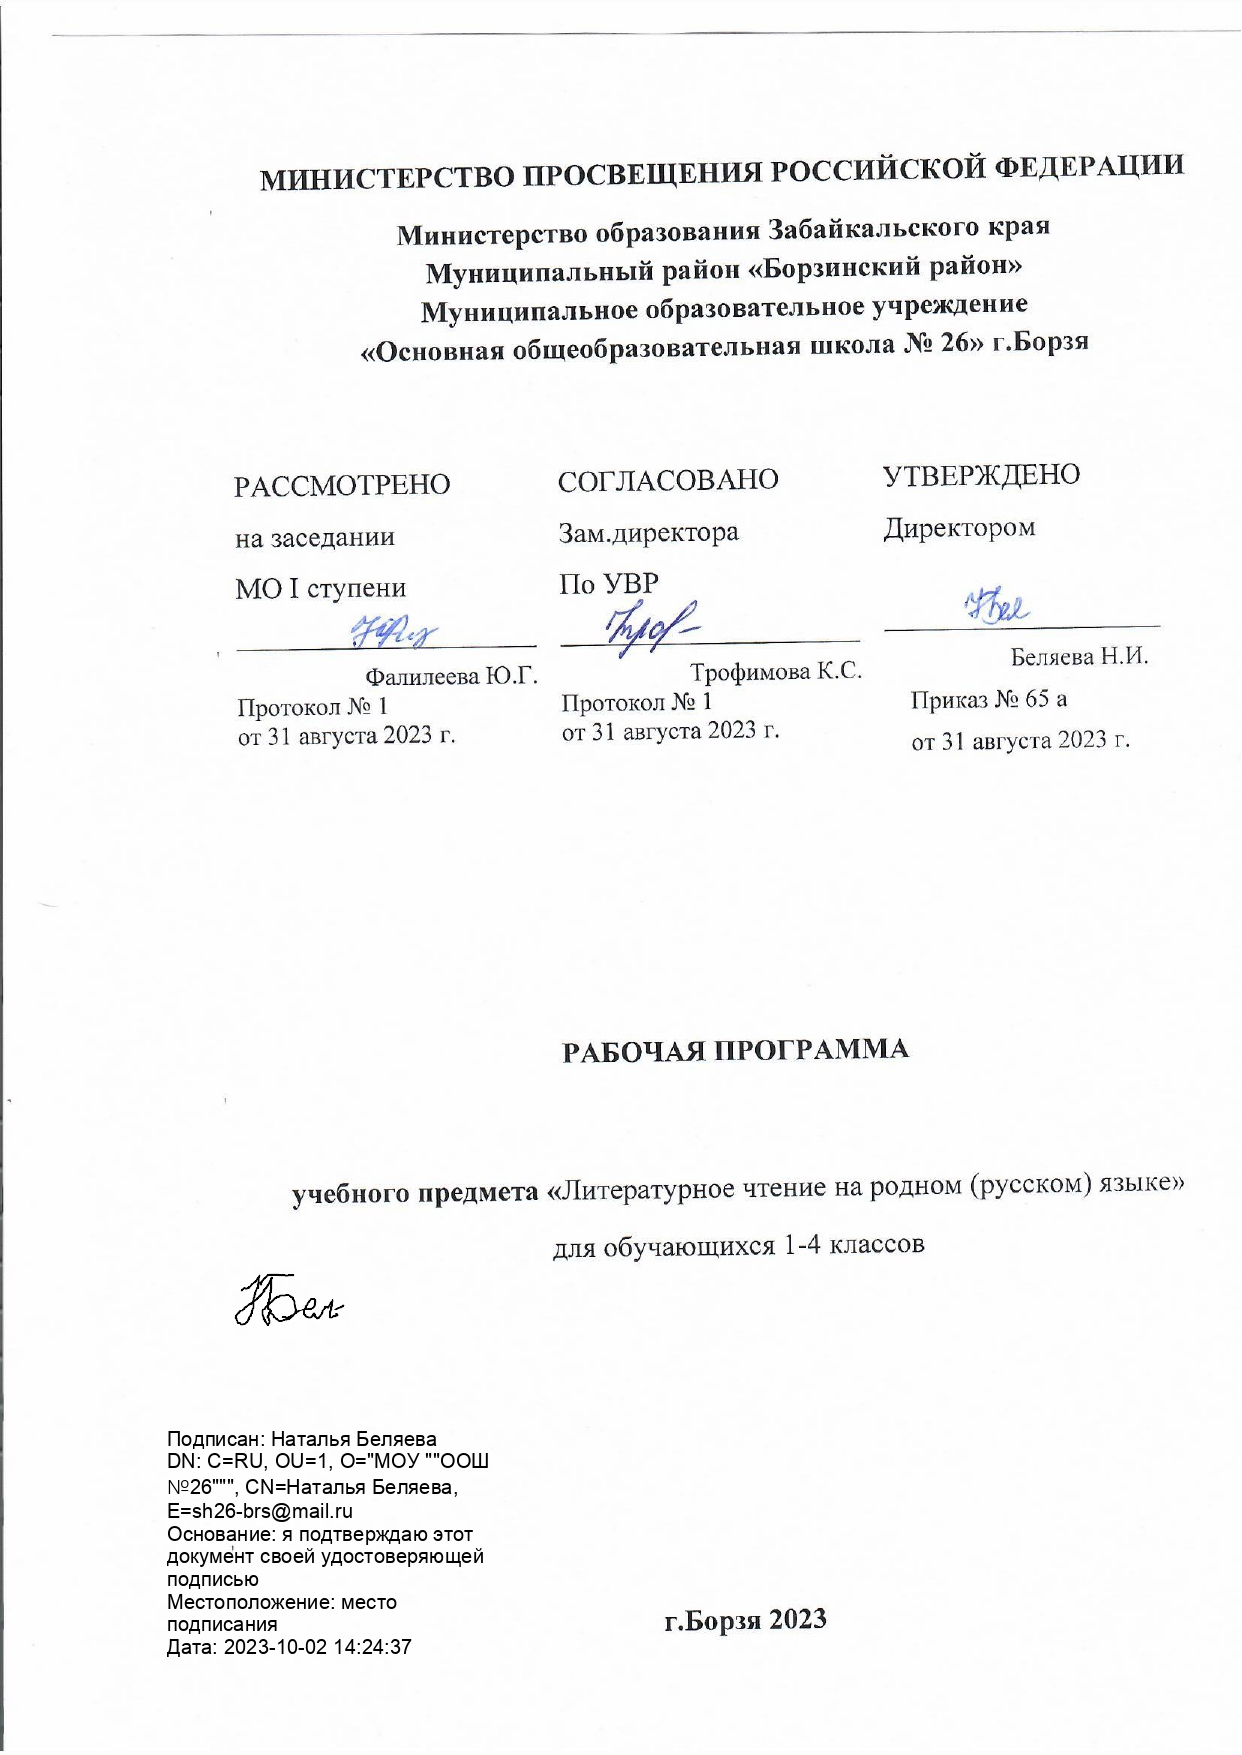 МИНИСТЕРСТВО ПРОСВЕЩЕНИЯ РОССИЙСКОЙ ФЕДЕРАЦИИ
Министерство образования Забайкальского края
Муниципальный район «Борзинский район»
Муниципальное образовательное учреждение
«Основная общеобразовательная школа № 26» г.Борзя
РАССМОТРЕНО
на заседании
МО I ступени
Фалилеева Ю.Г.
Протокол № 1
от 31 августа 2023 г.
СОГЛАСОВАНО
Зам.директора
По УВР
Трофимова К.С.
Протокол № 1
от 31 августа 2023 г.
УТВЕРЖДЕНО
Директором
Беляева Н.И.
Приказ № 65 а
от 31 августа 2023 г.
РАБОЧАЯ ПРОГРАММА
учебного предмета «Литературное чтение на родном (русском) языке»
для обучающихся 1-4 классов
Подписан: Наталья Беляева
DN: C=RU, OU=1, O="МОУ ""ООШ
№26""", CN=Наталья Беляева,
E=sh26-brs@mail.ru
Основание: я подтверждаю этот
документ своей удостоверяющей
подписью
Местоположение: место
подписания
Дата: 2023-10-02 14:24:37
г.Борзя 2023